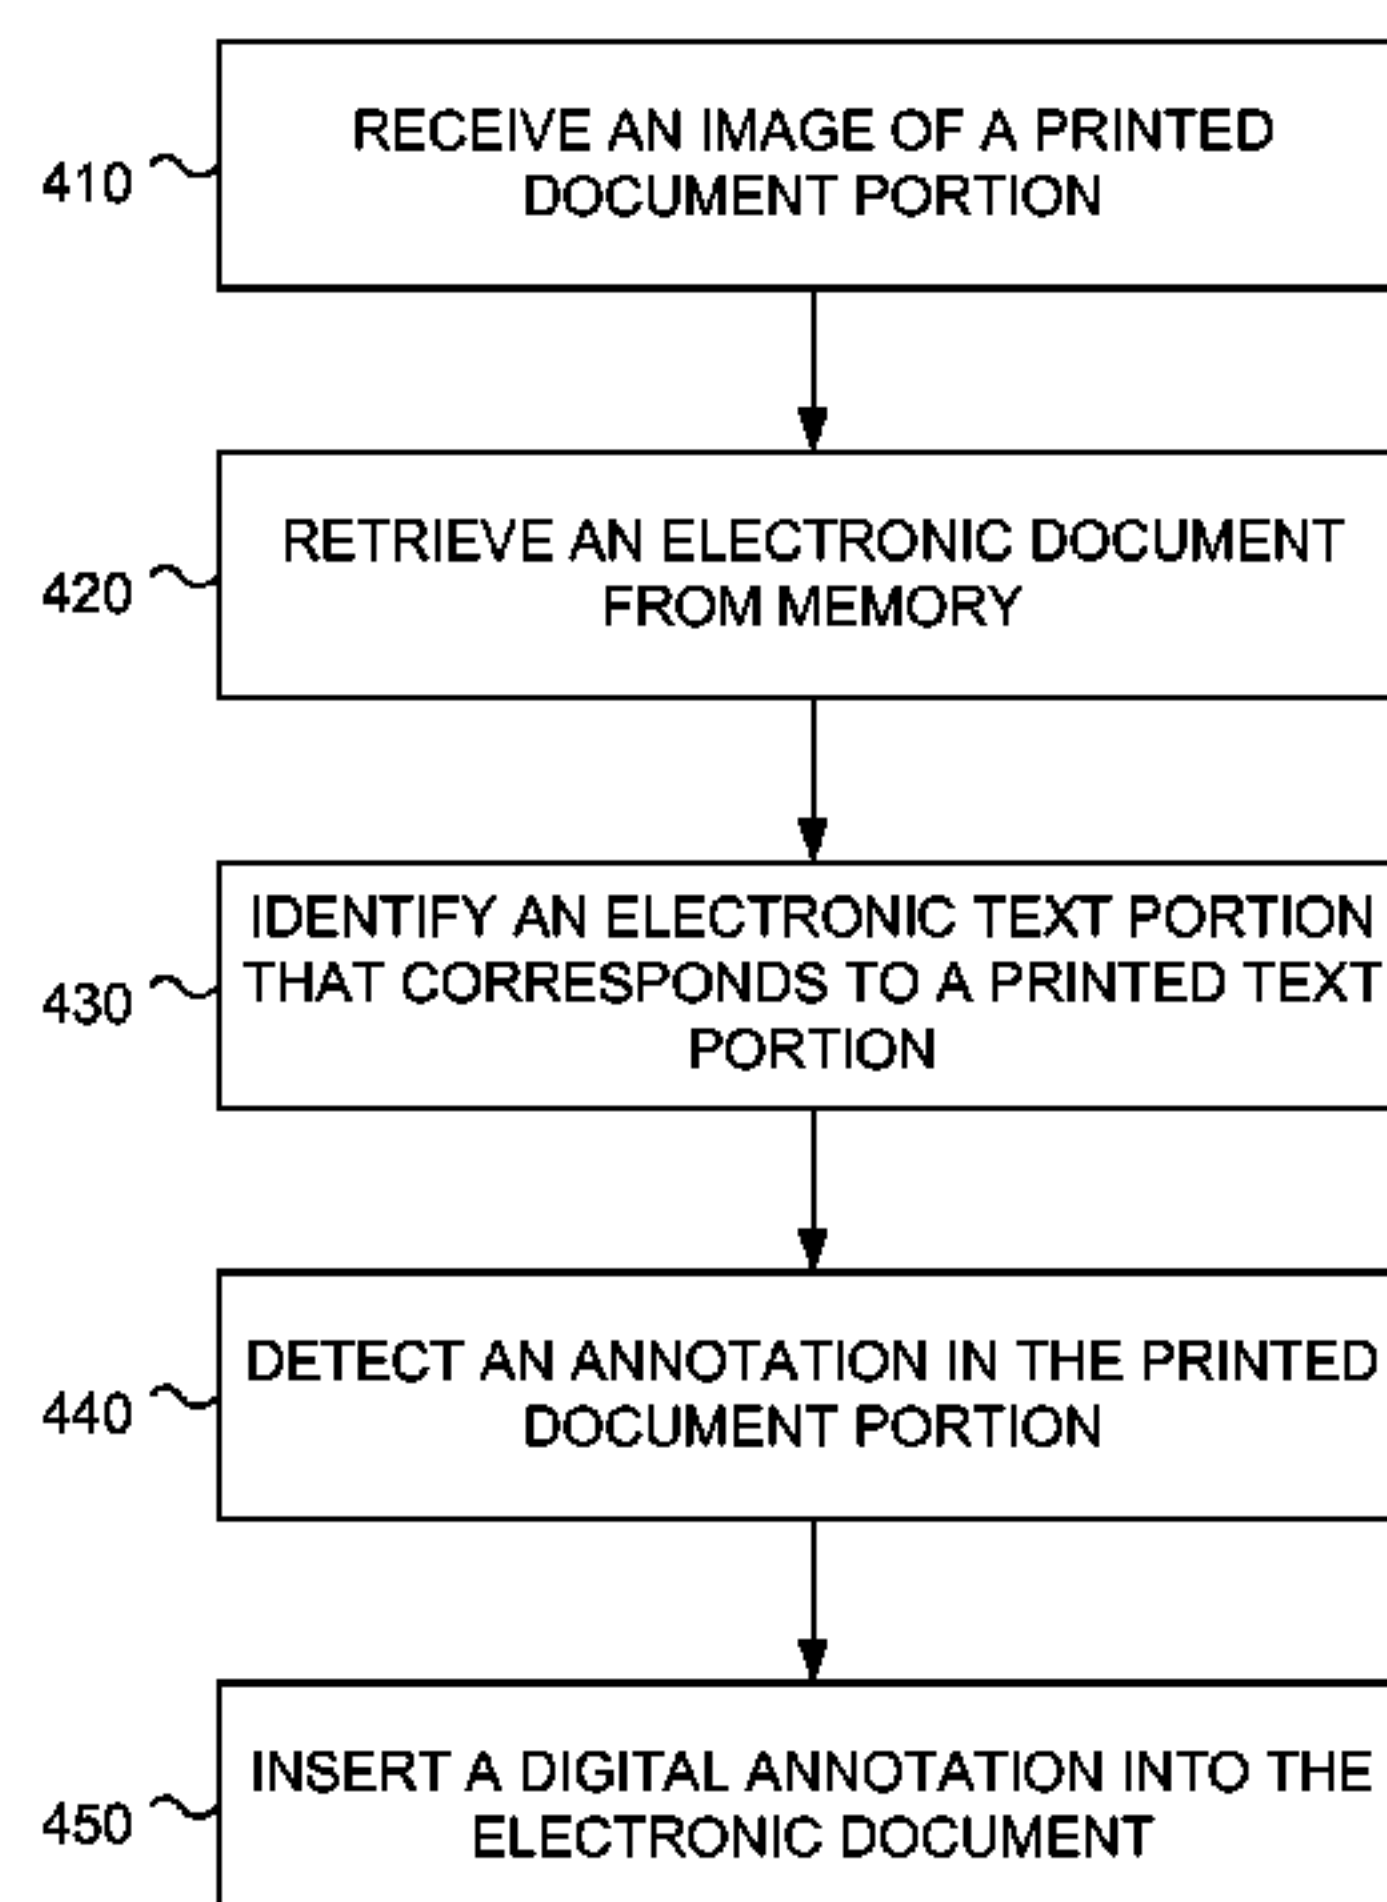 RECEIVE AN IMAGE OF A PRINTED
DOCUMENT PORTION
410
RETRIEVE AN ELECTRONIC DOCUMENT
FROM MEMORY
420
IDENTIFY AN ELECTRONIC TEXT PORTION
THAT CORRESPONDS TO A PRINTED TEXT
PORTION
430
DETECT AN ANNOTATION IN THE PRINTED
DOCUMENT PORTION
440
INSERT A DIGITAL ANNOTATION INTO THE
ELECTRONIC DOCUMENT
450